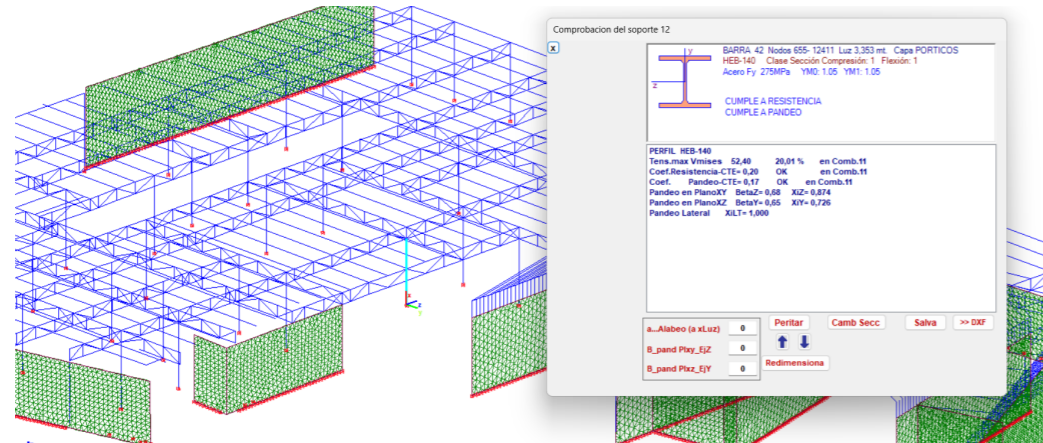 Comprobacion del soporte 12
x
BARRA 42 Nodos 655- 12411 Luz 3,353 mt. Capa PORTICOS
HEB-140 Clase Sección Compresión: 1 Flexión: 1
Acero Fy 275MPa YM0: 1.05 YM1: 1.05
y
z
CUMPLE A RESISTENCIA
CUMPLE A PANDEO
PERFIL HEB-140
Tens.max Vmises 52,40 20,01 % en Comb.11
Coef.Resistencia-CTE= 0,20 OK en Comb.11
Coef. Pandeo-CTE= 0,17 OK en Comb.11
Pandeo en PlanoXY BetaZ= 0,68 XiZ= 0,874
Pandeo en PlanoXZ BetaY= 0,65 XiY= 0,726
Pandeo Lateral XiLT= 1,000
a...Alabeo (a xLuz) 0
B_pand Plxy_EjZ 0
B_pand Plxz_EjY 0
Peritar Camb Secc Salva >> DXF
Redimensiona